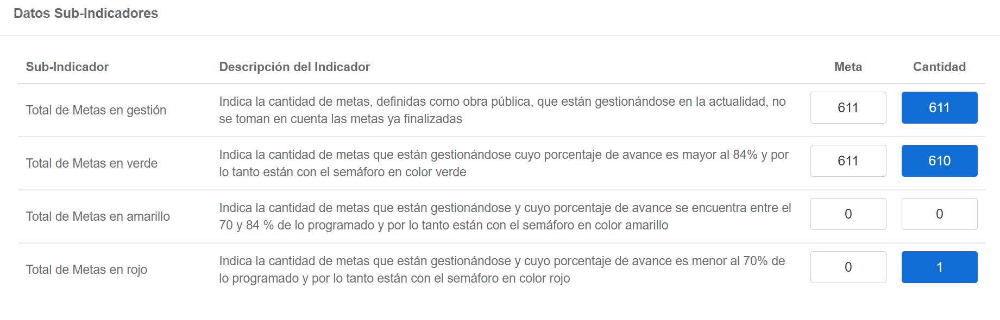 Datos Sub-Indicadores
Sub-Indicador Descripción del Indicador Meta Cantidad
Total de Metas en gestión
Indica la cantidad de metas, definidas como obra pública, que están gestionándose en la actualidad, no
se toman en cuenta las metas ya finalizadas
611 611
Total de Metas en verde
Indica la cantidad de metas que están gestionándose cuyo porcentaje de avance es mayor al 84% y por
lo tanto están con el semáforo en color verde
611 610
Total de Metas en amarillo
Indica la cantidad de metas que están gestionándose y cuyo porcentaje de avance se encuentra entre el
70 y 84 % de lo programado y por lo tanto están con el semáforo en color amarillo
0 0
Total de Metas en rojo
Indica la cantidad de metas que están gestionándose y cuyo porcentaje de avance es menor al 70% de
lo programado y por lo tanto están con el semáforo en color rojo
0 1